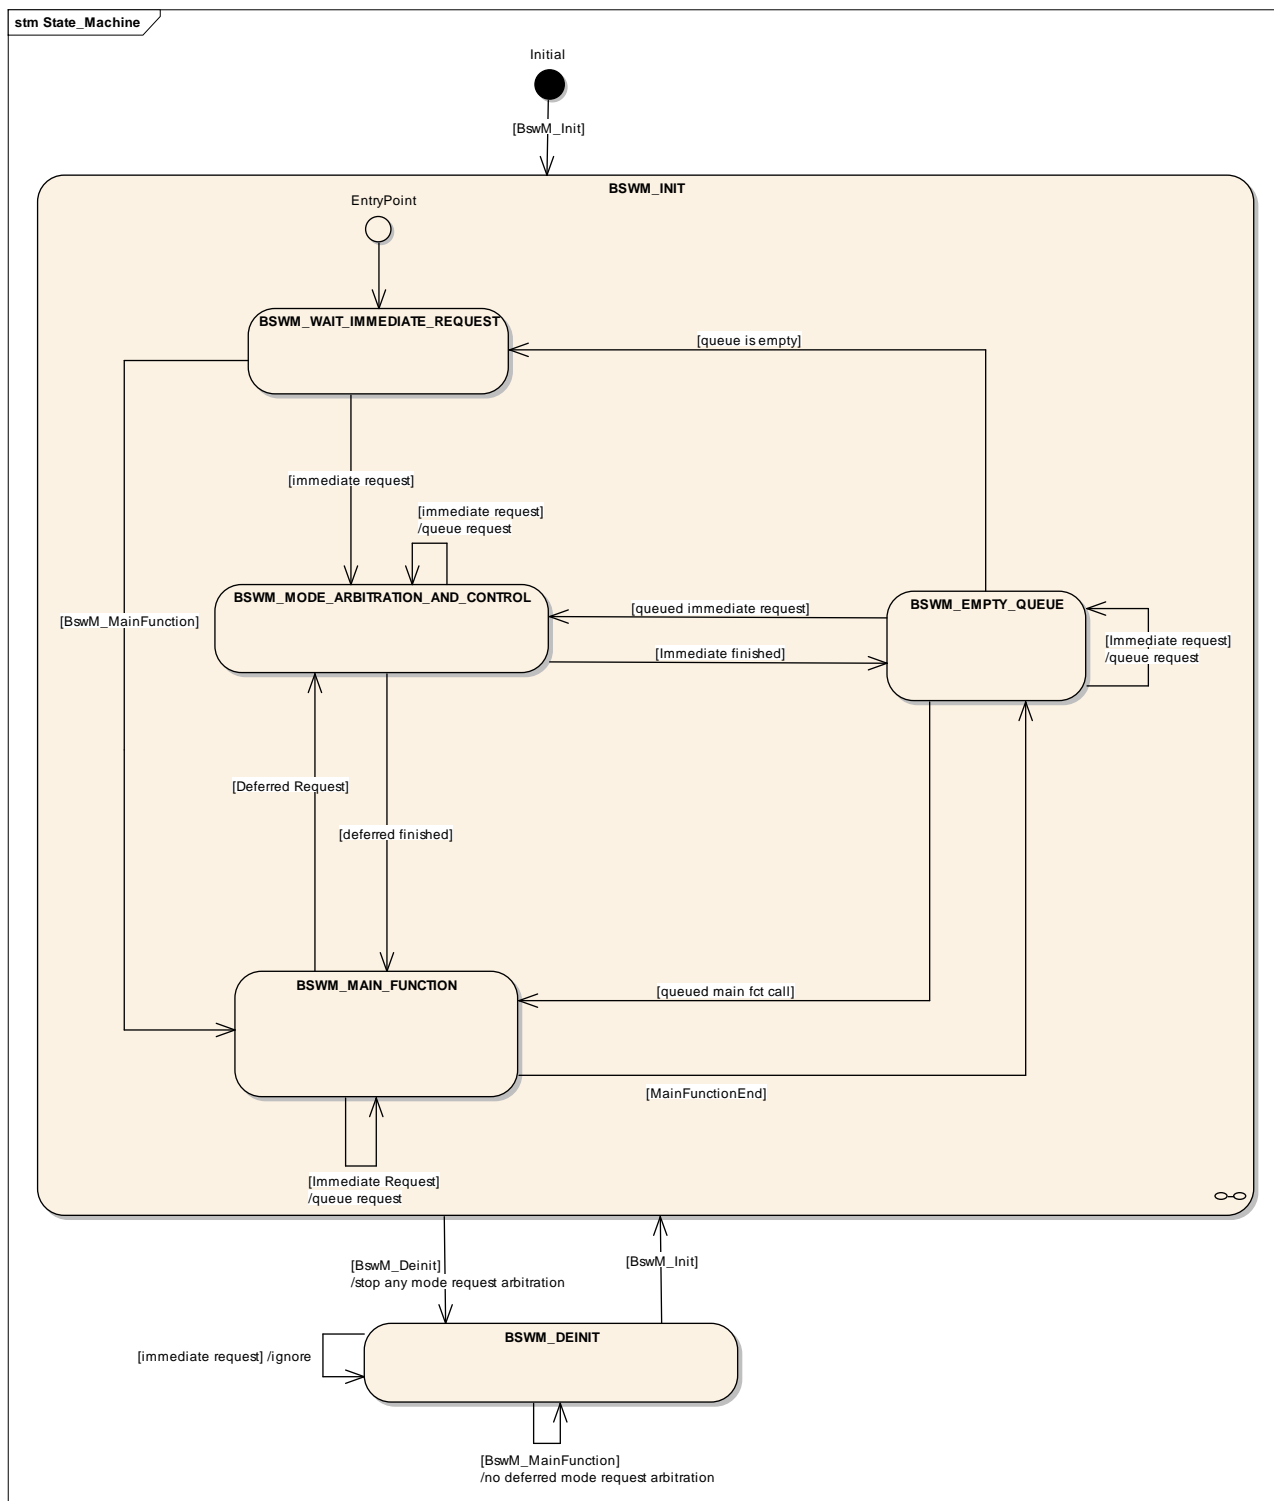 stm State_Machine
Initial
[BswM_Init]
BSWM_INIT
EntryPoint
BSWM_WAIT_IMMEDIATE_REQUEST
[queue is empty]
[immediate request]
[immediate request]
/queue request
BSWM_MODE_ARBITRATION_AND_CONTROL
BSWM_EMPTY_QUEUE
[queued immediate request]
[BswM_MainFunction]
[Immediate request]
/queue request
[Immediate finished]
[Deferred Request]
[deferred finished]
BSWM_MAIN_FUNCTION
[queued main fct call]
[MainFunctionEnd]
[Immediate Request]
/queue request
[BswM_Deinit]
/stop any mode request arbitration
[BswM_Init]
BSWM_DEINIT
[immediate request] /ignore
[BswM_MainFunction]
/no deferred mode request arbitration